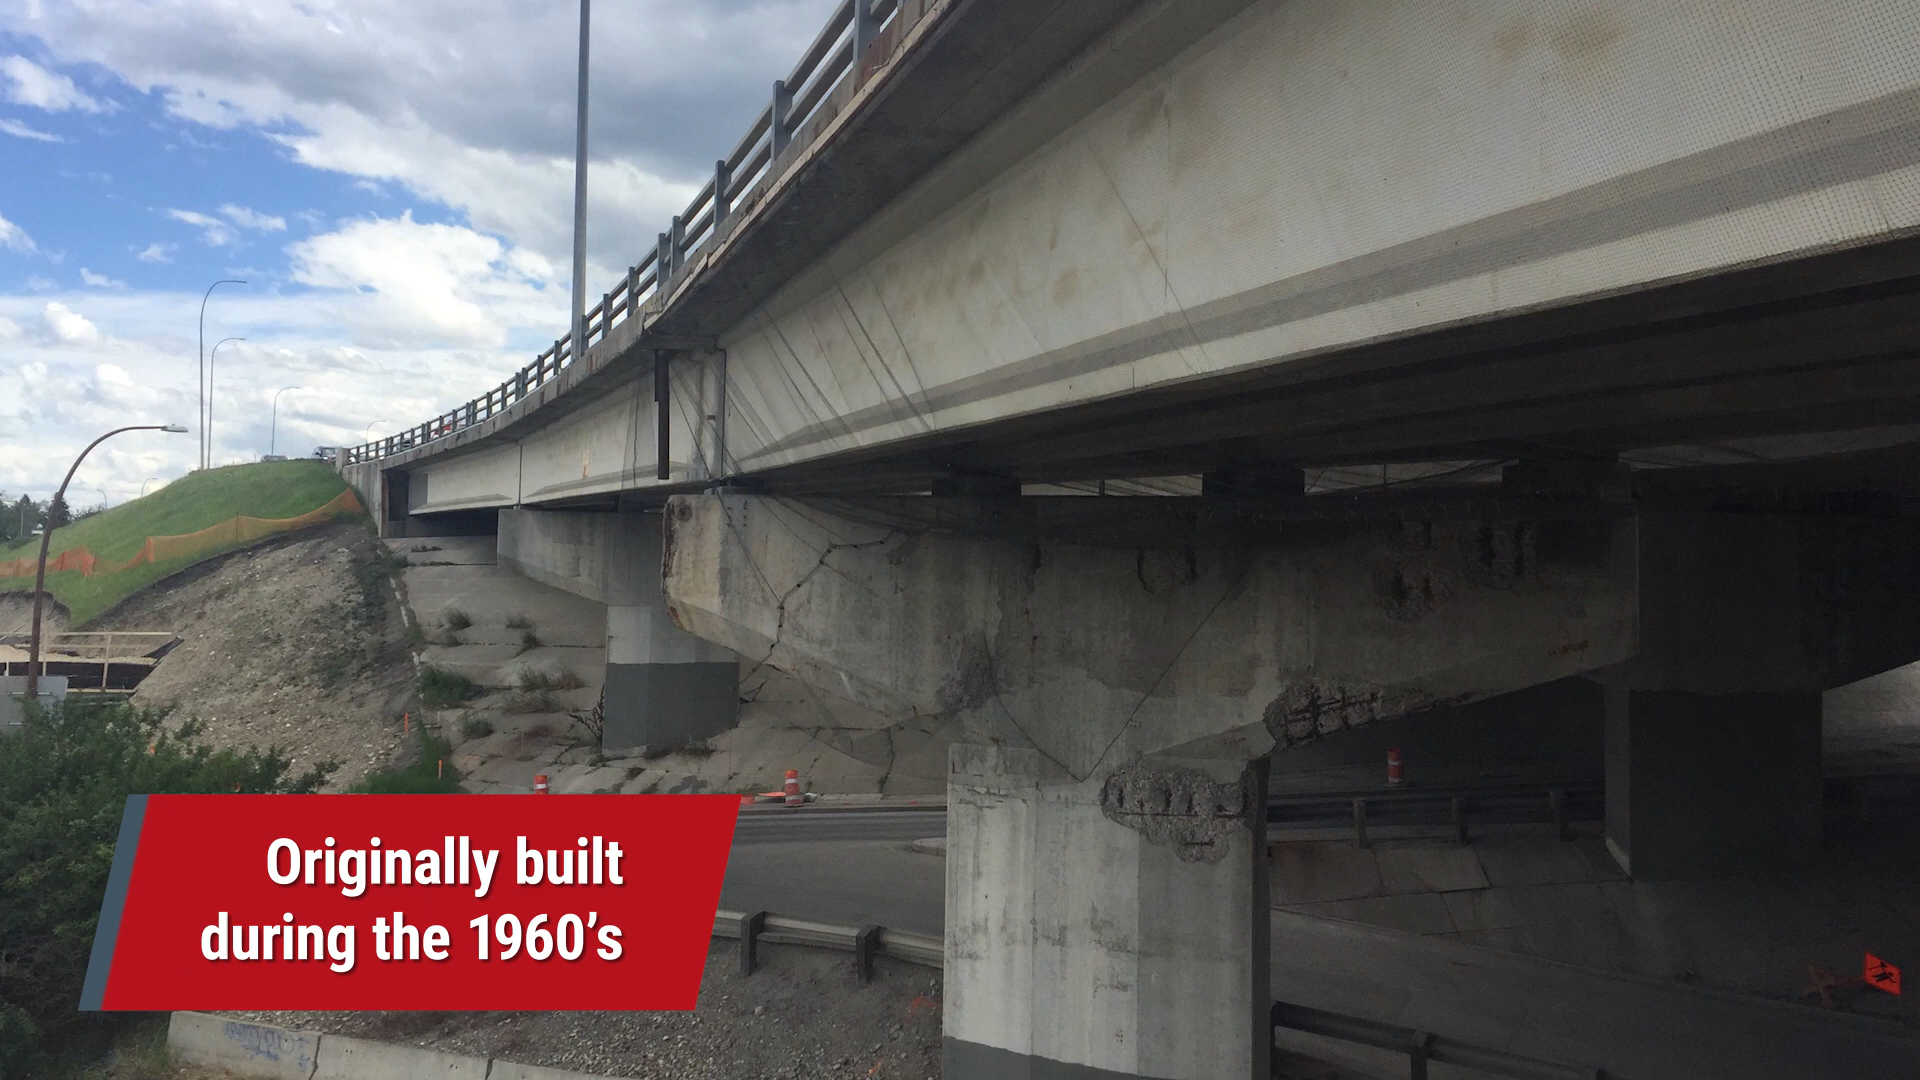 Originally built
during the 1960’s